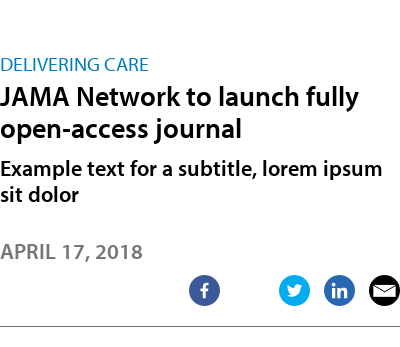 DELIVERING CARE
JAMA Network to launch fully
open-access journal
Example text for a subtitle, lorem ipsum
sit dolor
APRIL 17, 2018